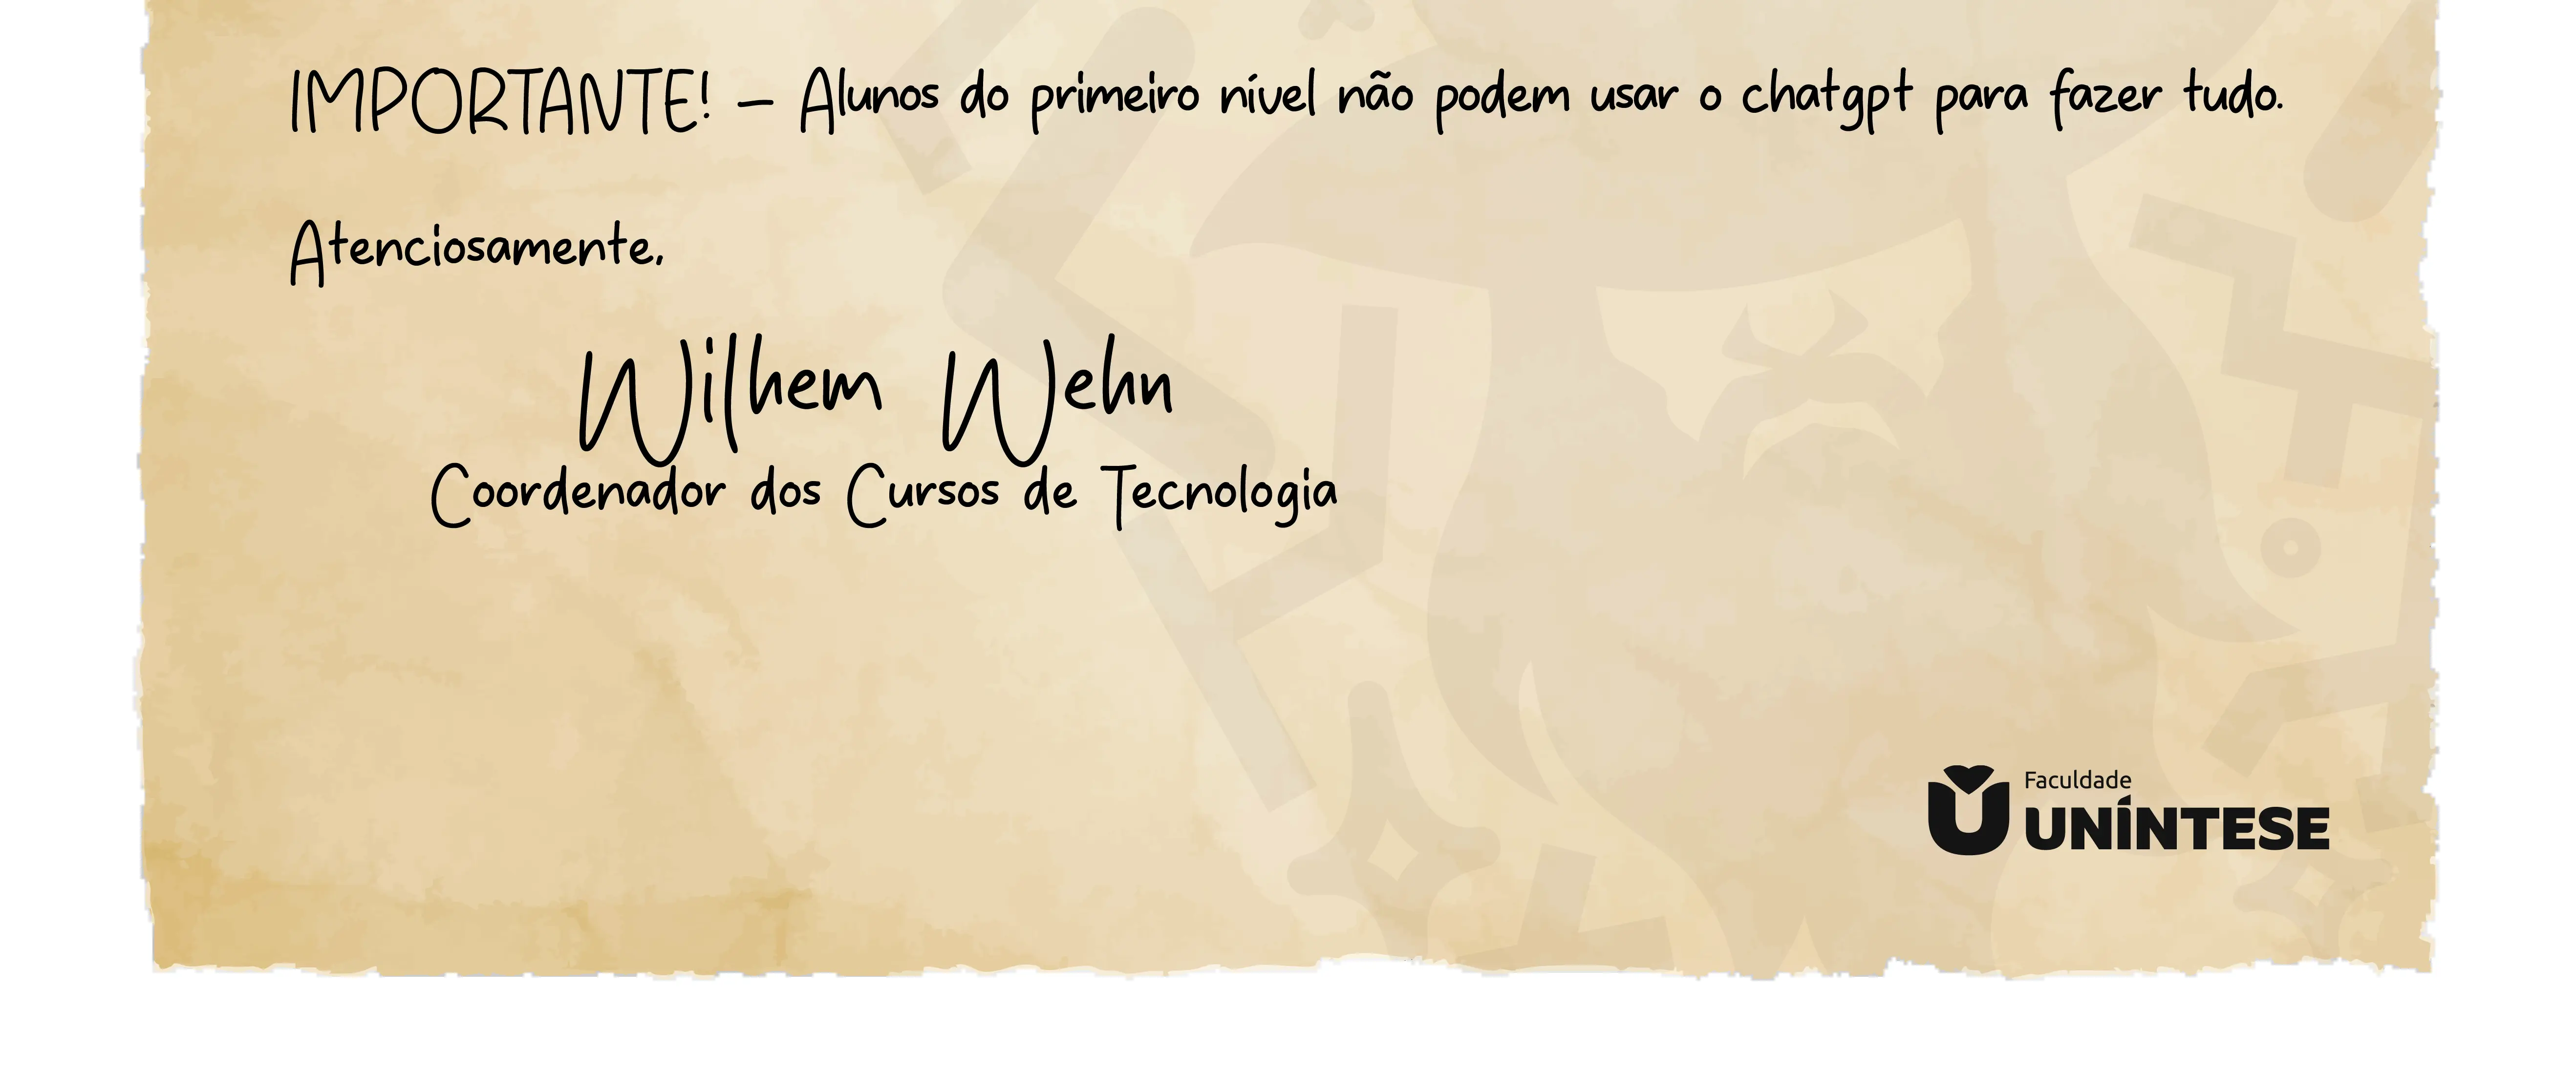 IMPORTANTE! – Alunos do primeiro nível não podem usar o chatgpt para fazer tudo.
Atenciosamente,
Wilhem Wehn
Coordenador dos Cursos de Tecnologia
Faculdade
UNÍNTESE